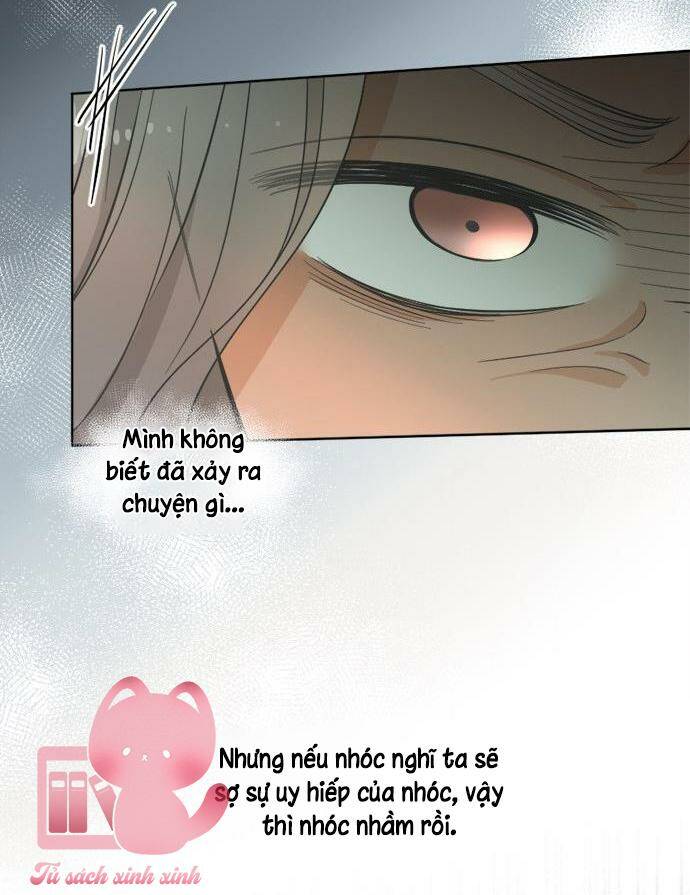 Mình không
biết đã xảy ra
chuyện gì...
Nhưng nếu nhóc nghĩ ta sẽ
sợ sự uy hiếp của nhóc, vậy
thì nhóc nhầm rồi.
Tủ sách xinh xinh